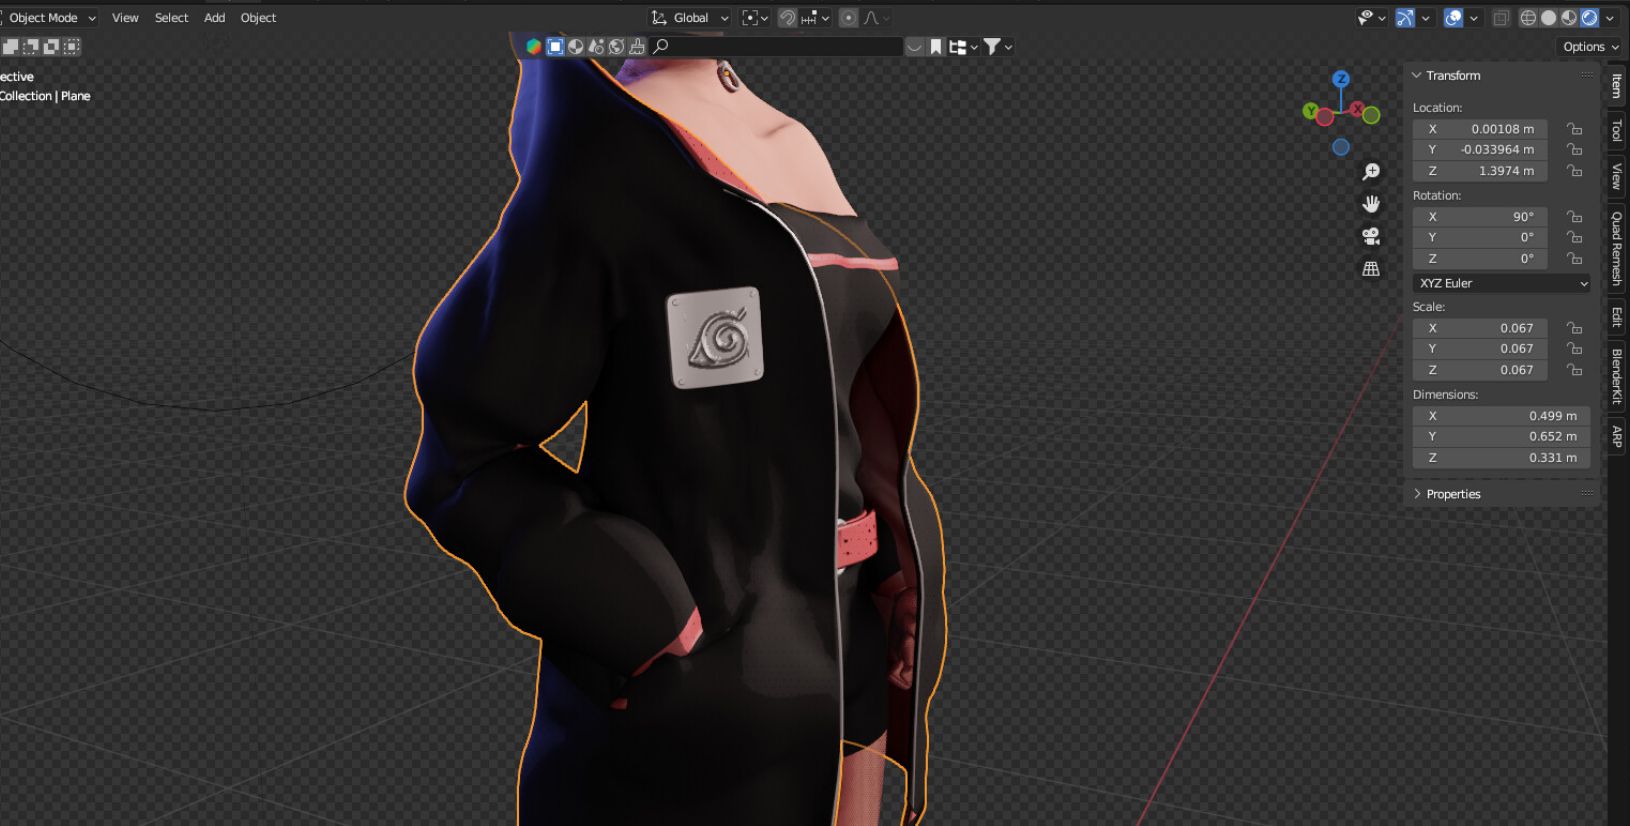 Object Mode View Select Add Object Global
Options
ective
Collection | Plane
Transform
Location:
X 0.00108 m
Y -0.033964 m
Z 1.3974 m
Rotation:
X 90°
Y 0°
Z 0°
XYZ Euler
Scale:
X 0.067
Y 0.067
Z 0.067
Dimensions:
X 0.499 m
Y 0.652 m
Z 0.331 m
Properties
Item
Tool
View
Quad Remesh
Edit
BlenderKit
ARP
Z
Y
X